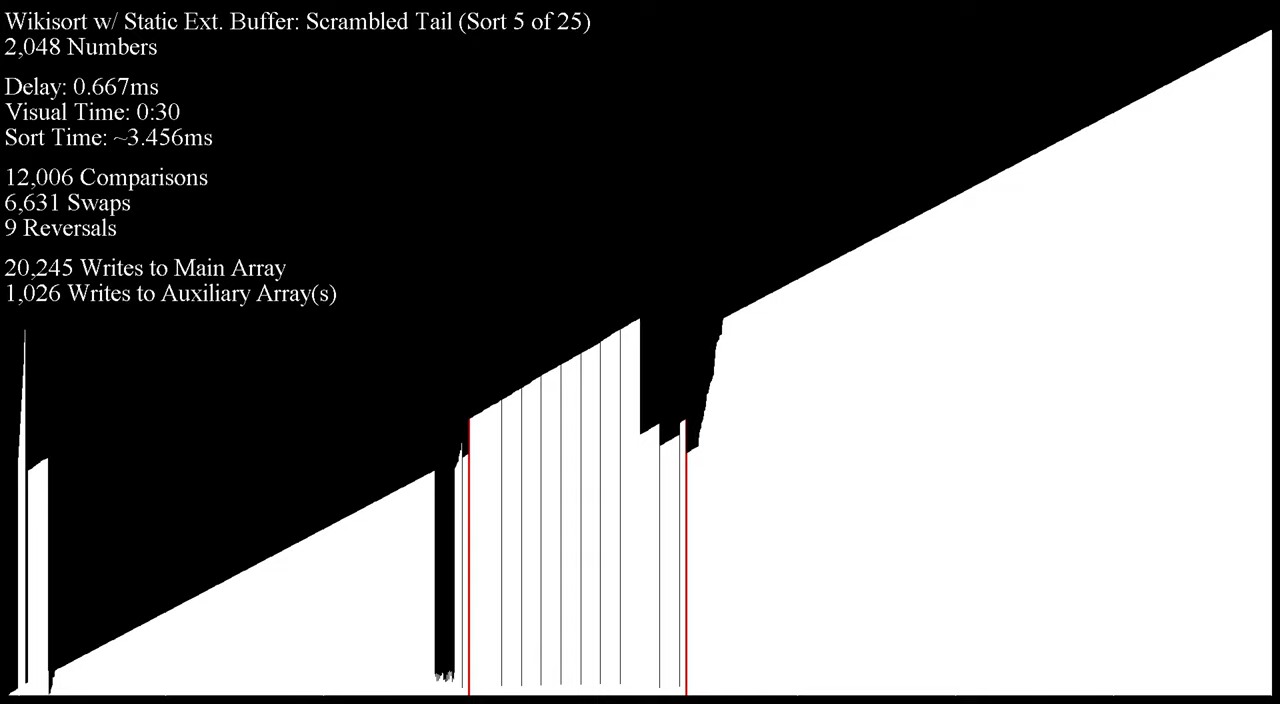 Wikisort w/ Static Ext. Buffer: Scrambled Tail (Sort 5 of 25)
2,048 Numbers
Delay: 0.667ms
Visual Time: 0:30
Sort Time: ~3.456ms
12,006 Comparisons
6,631 Swaps
9 Reversals
20,245 Writes to Main Array
1,026 Writes to Auxiliary Array(s)